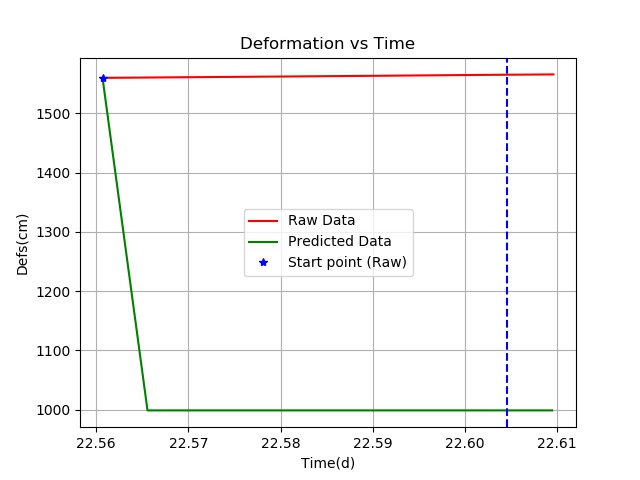 Deformation vs Time
Defs(cm)
1500
1400
1300
1200
1100
1000
Raw Data
Predicted Data
Start point (Raw)
22.56 22.57 22.58 22.59 22.60 22.61
Time(d)